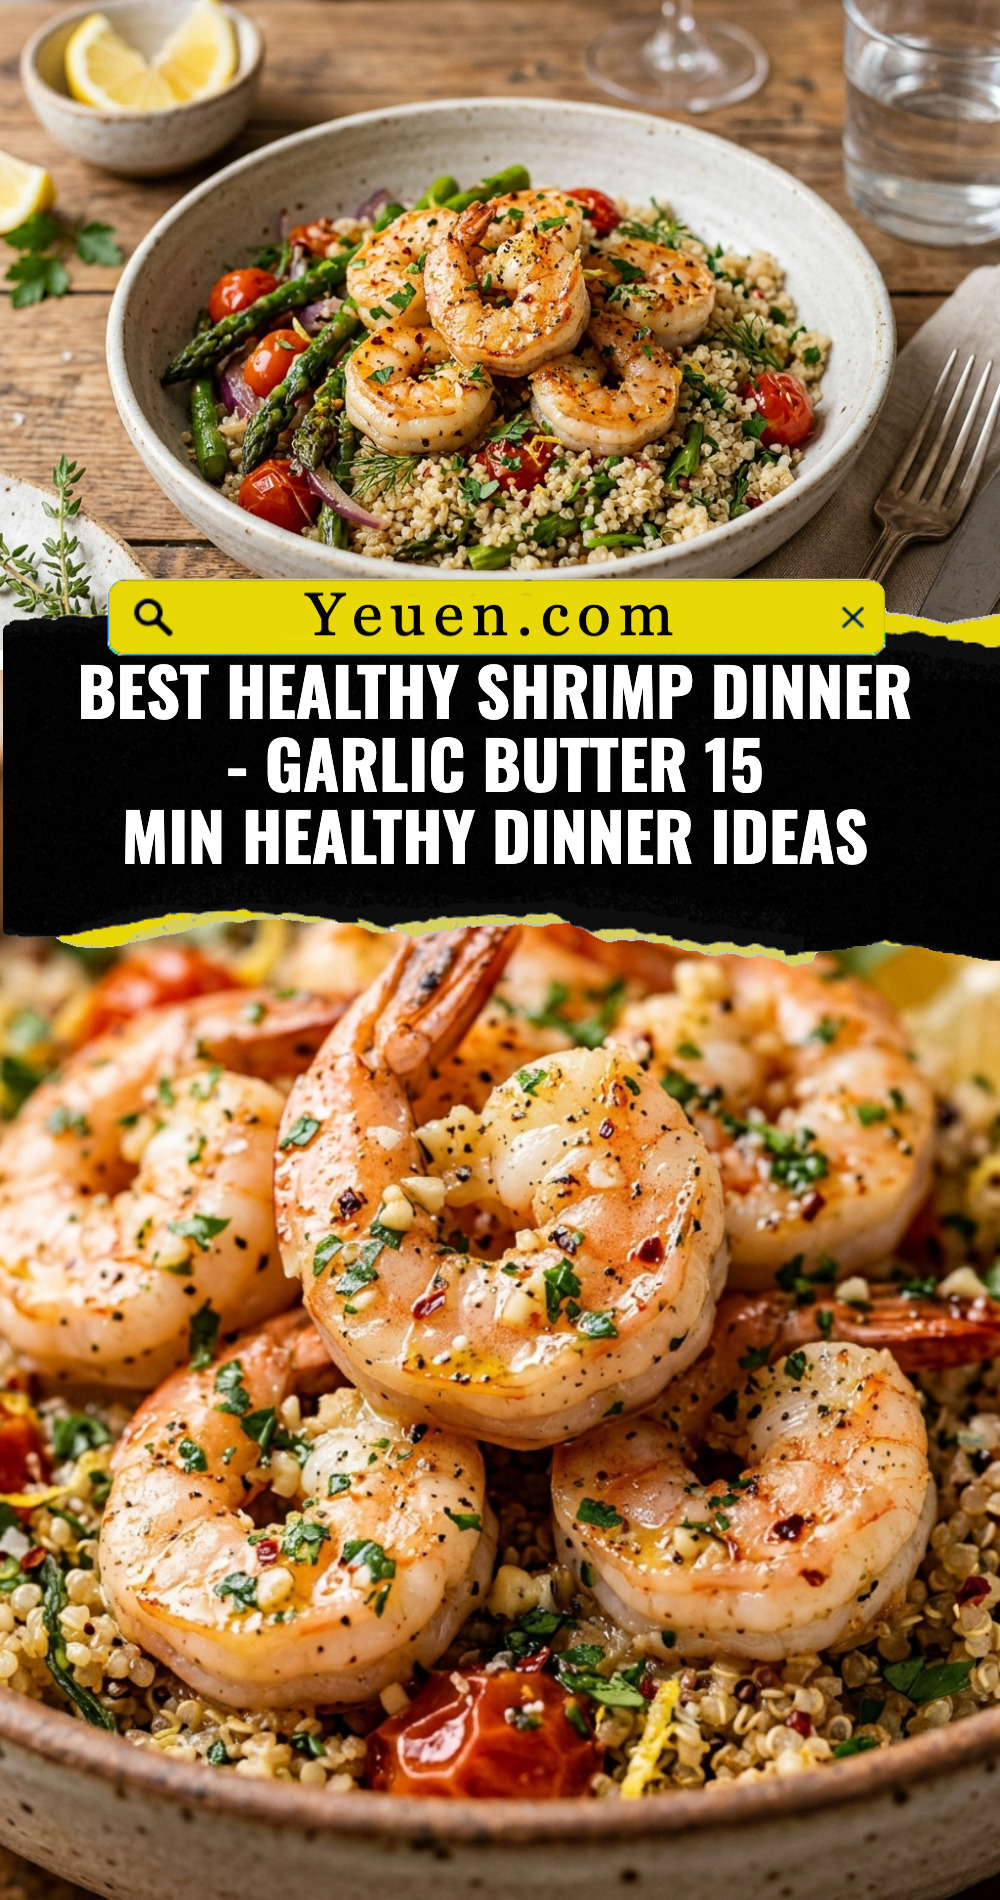 Yeuen.com
BEST HEALTHY SHRIMP DINNER
- GARLIC BUTTER 15
MIN HEALTHY DINNER IDEAS